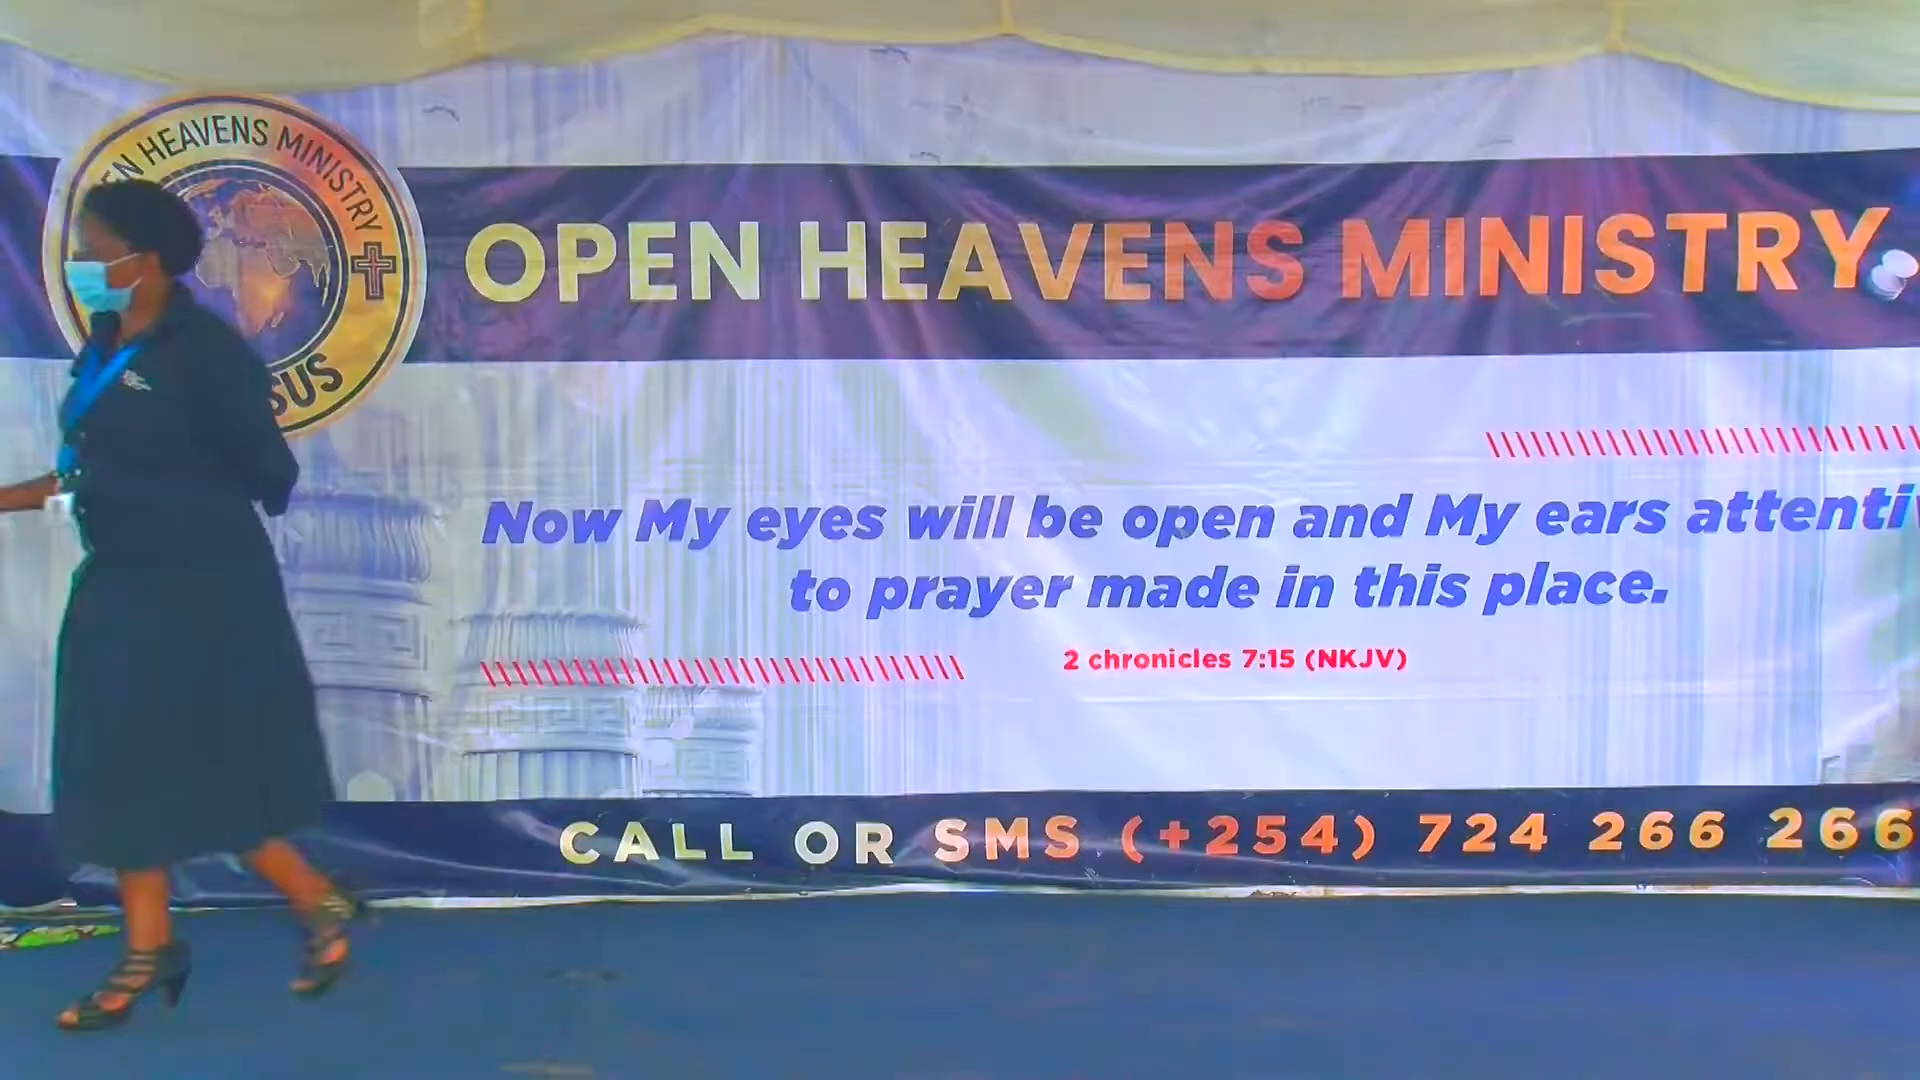 HEAVENS MINISTRY
OPEN HEAVENS MINISTRY
Now My eyes will be open and My ears
to prayer made in this place.
2 chronicles 7:15 (NKJV)
CALL OR SMS (+254) 724 266 266